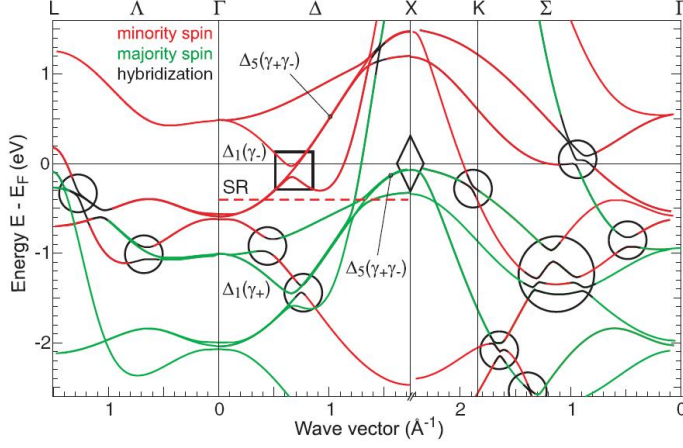 L Λ Γ Δ X K Σ Γ
minority spin
majority spin
hybridization
Δ5(γ+γ-)
Δ1(γ-)
SR
Δ1(γ+)
Δ5(γ+γ-)
1
0
-1
-2
Energy E - EF (eV)
1 0 1 2 1 0
Wave vector (Å-1)